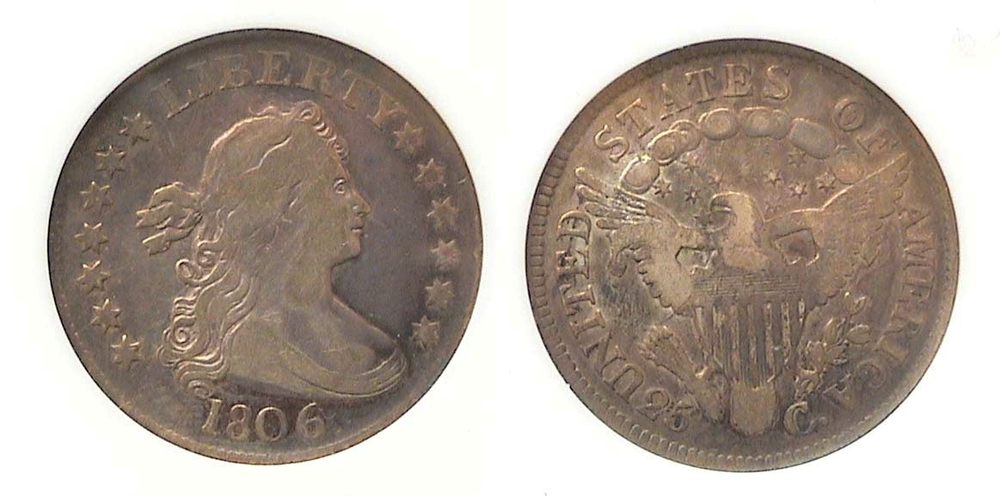 LIBERTY
1806
UNITED STATES OF AMERICA
25 C.